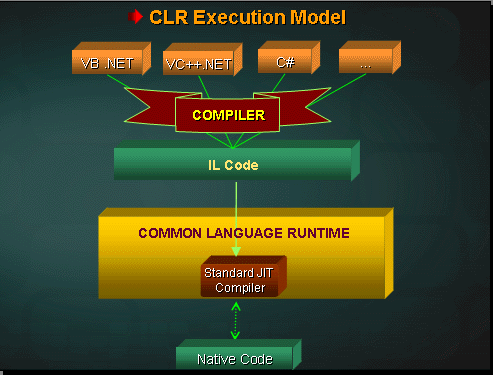 CLR Execution Model
VB .NET
VC++.NET
C#
...
COMPILER
IL Code
COMMON LANGUAGE RUNTIME
Standard JIT
Compiler
Native Code